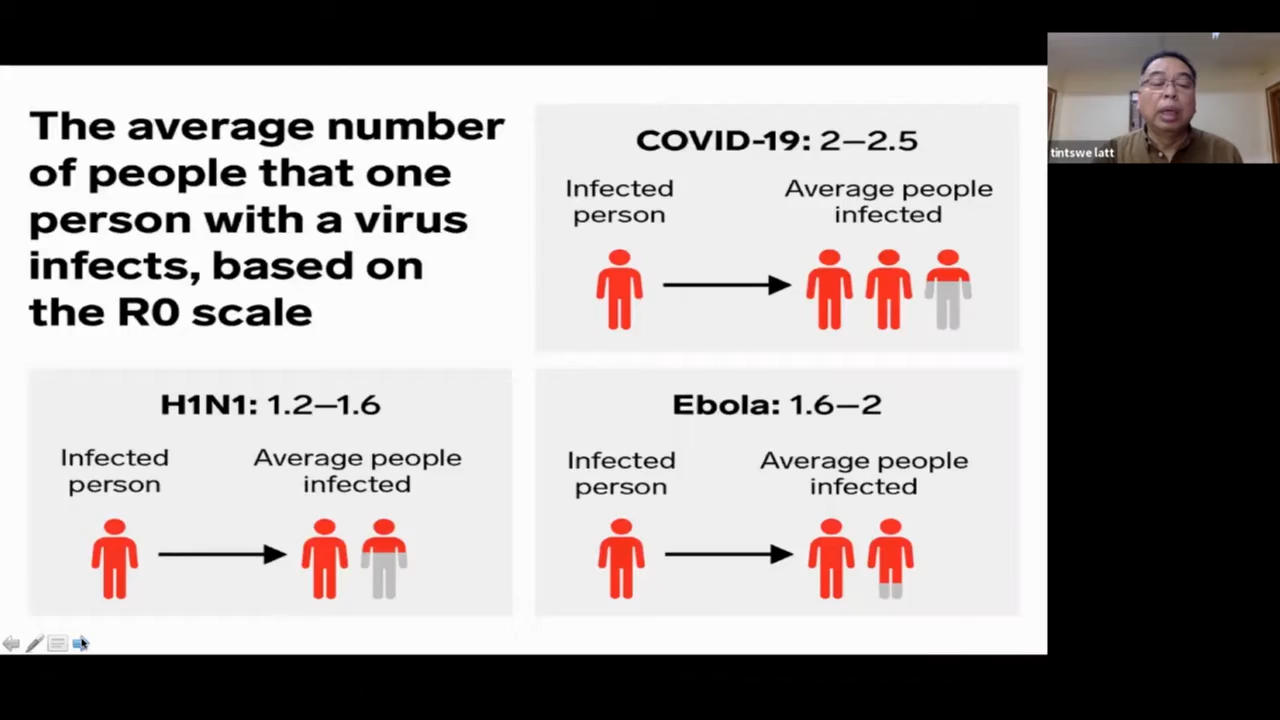 The average number
of people that one
person with a virus
infects, based on
the R0 scale
COVID-19: 2–2.5
Infected
person
Average people
infected
H1N1: 1.2–1.6
Infected
person
Average people
infected
Ebola: 1.6–2
Infected
person
Average people
infected
tintswe latt